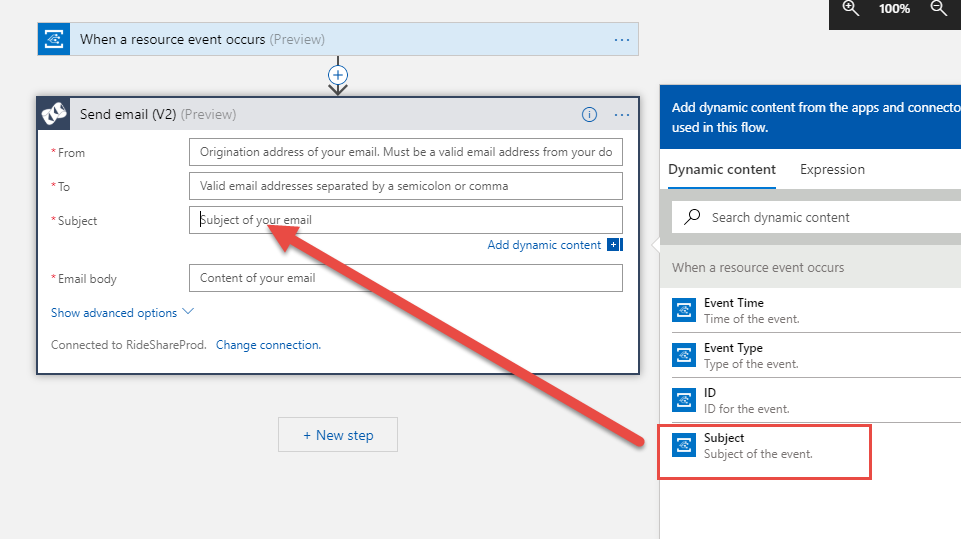 100%
When a resource event occurs (Preview)
Send email (V2) (Preview)
*From
Origination address of your email. Must be a valid email address from your do
*To
Valid email addresses separated by a semicolon or comma
*Subject
Subject of your email
Add dynamic content
*Email body
Content of your email
Show advanced options
Connected to RideShareProd. Change connection.
+ New step
Add dynamic content from the apps and connecto
used in this flow.
Dynamic content Expression
Search dynamic content
When a resource event occurs
Event Time
Time of the event.
Event Type
Type of the event.
ID
ID for the event.
Subject
Subject of the event.